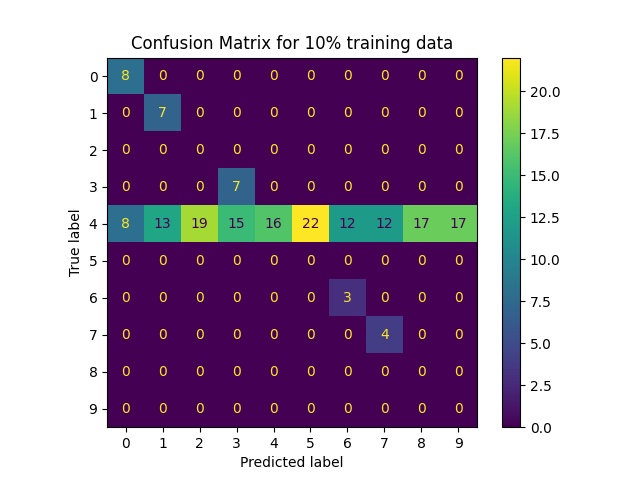 Confusion Matrix for 10% training data
True label
0 8 0 0 0 0 0 0 0 0 0
1 0 7 0 0 0 0 0 0 0 0
2 0 0 0 0 0 0 0 0 0 0
3 0 0 0 7 0 0 0 0 0 0
4 8 13 19 15 16 22 12 12 17 17
5 0 0 0 0 0 0 0 0 0 0
6 0 0 0 0 0 0 3 0 0 0
7 0 0 0 0 0 0 0 4 0 0
8 0 0 0 0 0 0 0 0 0 0
9 0 0 0 0 0 0 0 0 0 0
0 1 2 3 4 5 6 7 8 9
Predicted label
20.0
17.5
15.0
12.5
10.0
7.5
5.0
2.5
0.0